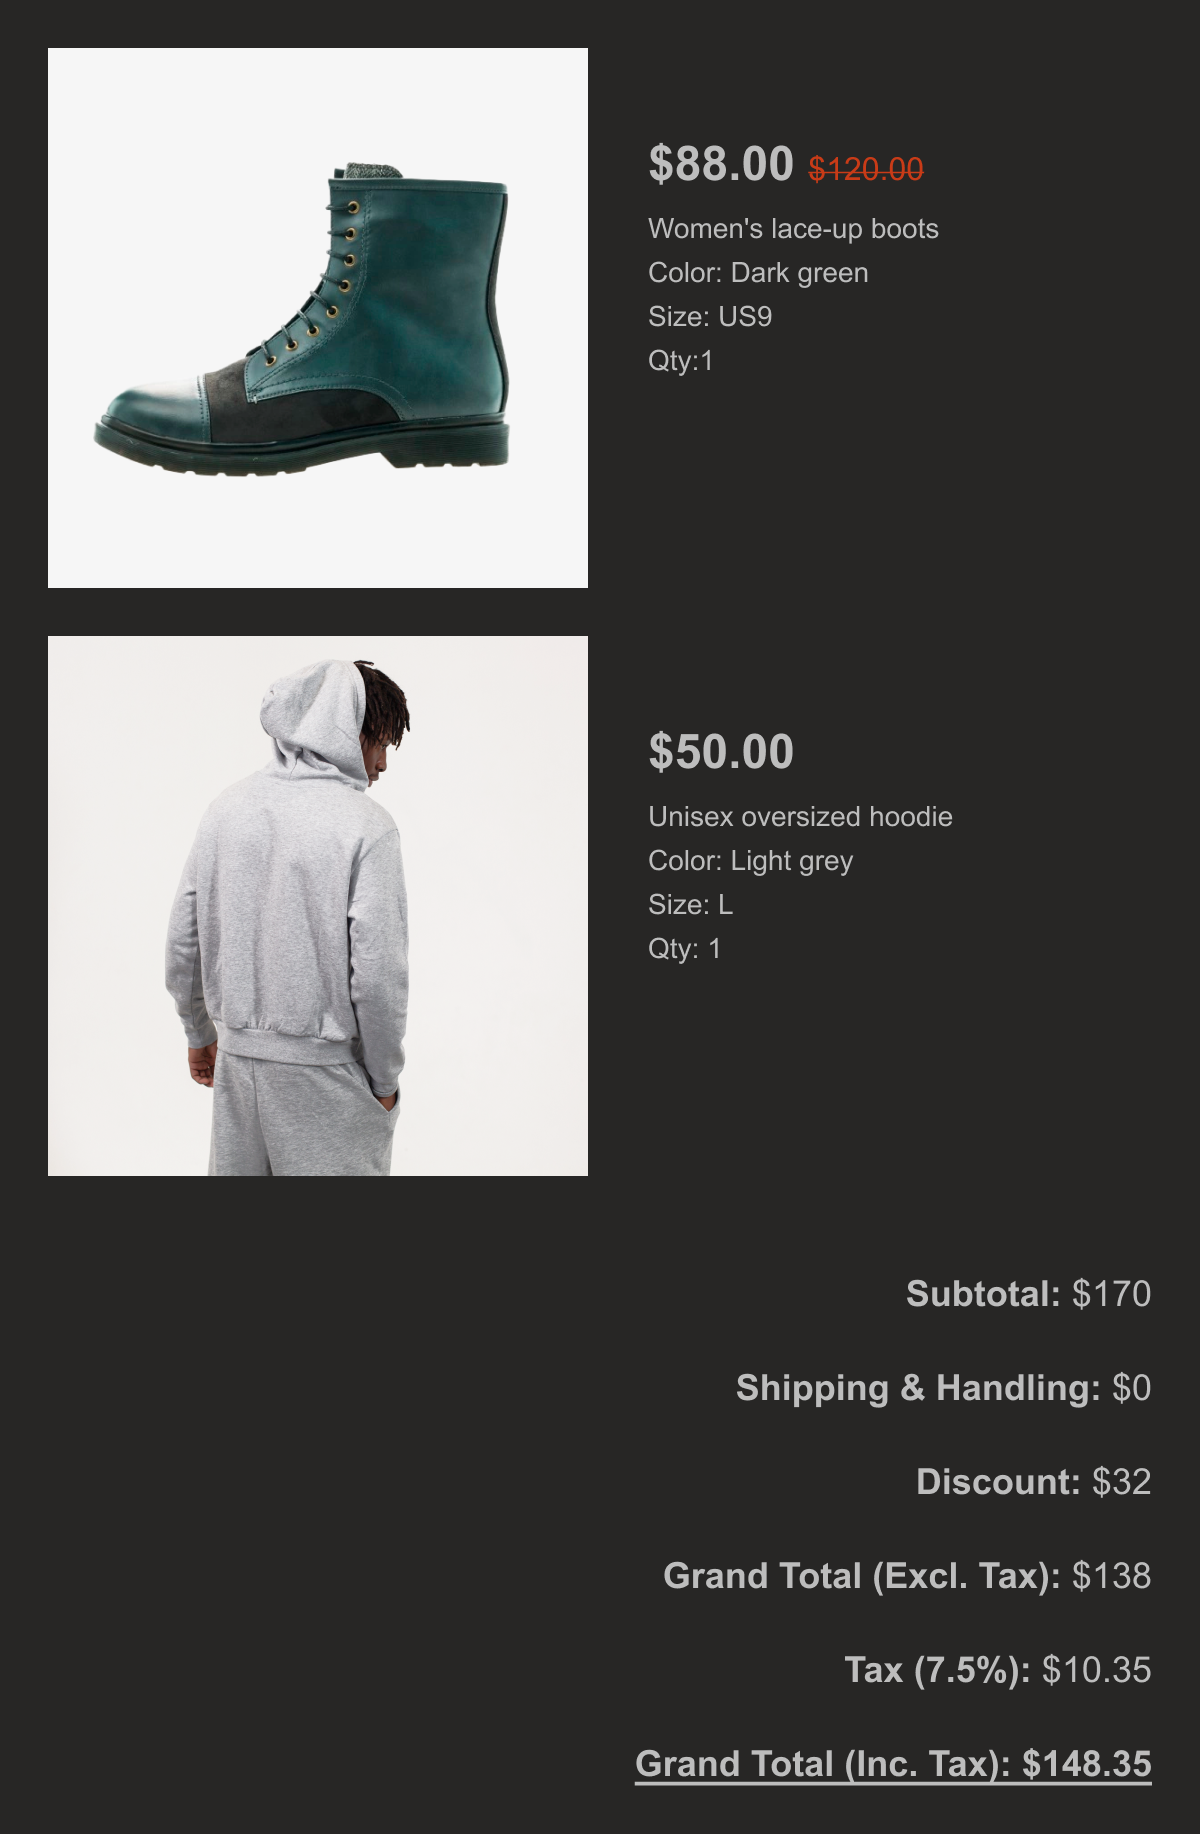 $88.00 $120.00
Women's lace-up boots
Color: Dark green
Size: US9
Qty:1
$50.00
Unisex oversized hoodie
Color: Light grey
Size: L
Qty: 1
Subtotal: $170
Shipping & Handling: $0
Discount: $32
Grand Total (Excl. Tax): $138
Tax (7.5%): $10.35
Grand Total (Inc. Tax): $148.35